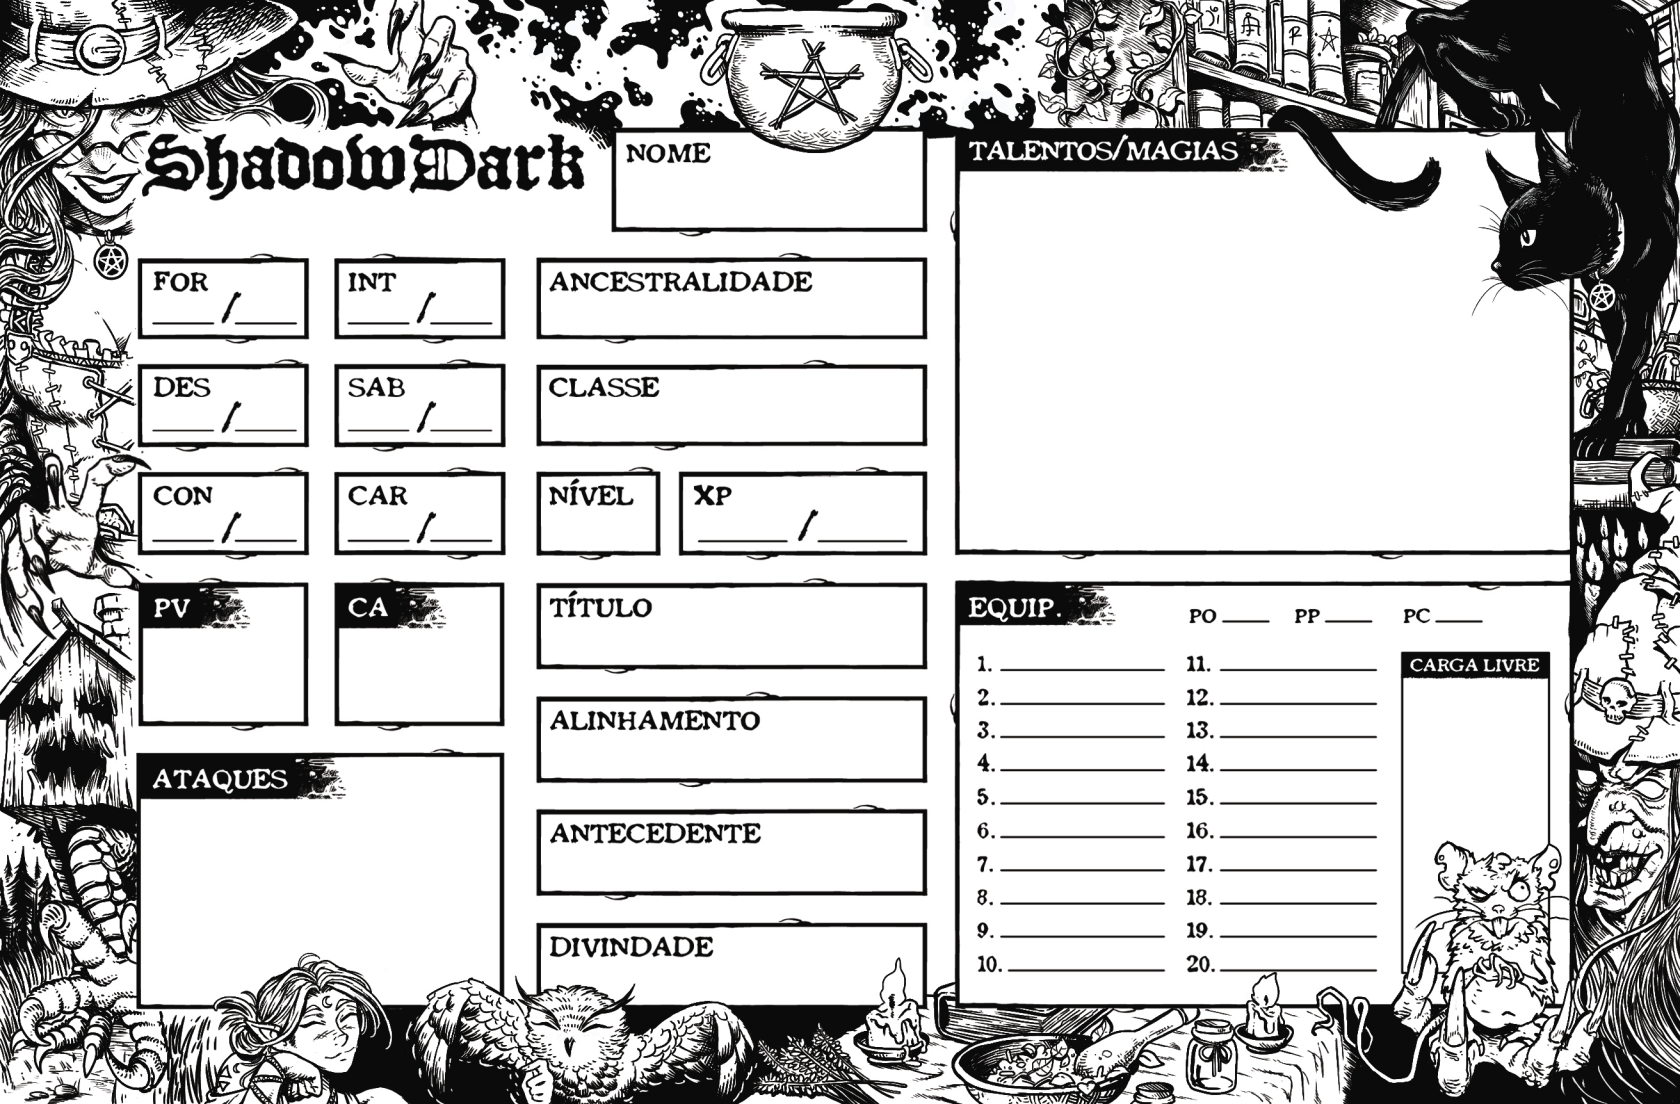 ShadowDark
NOME
FOR
/
INT
/
ANCESTRALIDADE
DES
/
SAB
/
CLASSE
CON
/
CAR
/
NÍVEL
XP
/
PV
CA
TÍTULO
ATAQUES
ALINHAMENTO
ANTECEDENTE
DIVINDADE
TALENTOS/MAGIAS
EQUIP.
PO
PP
PC
1.
2.
3.
4.
5.
6.
7.
8.
9.
10.
11.
12.
13.
14.
15.
16.
17.
18.
19.
20.
CARGA LIVRE